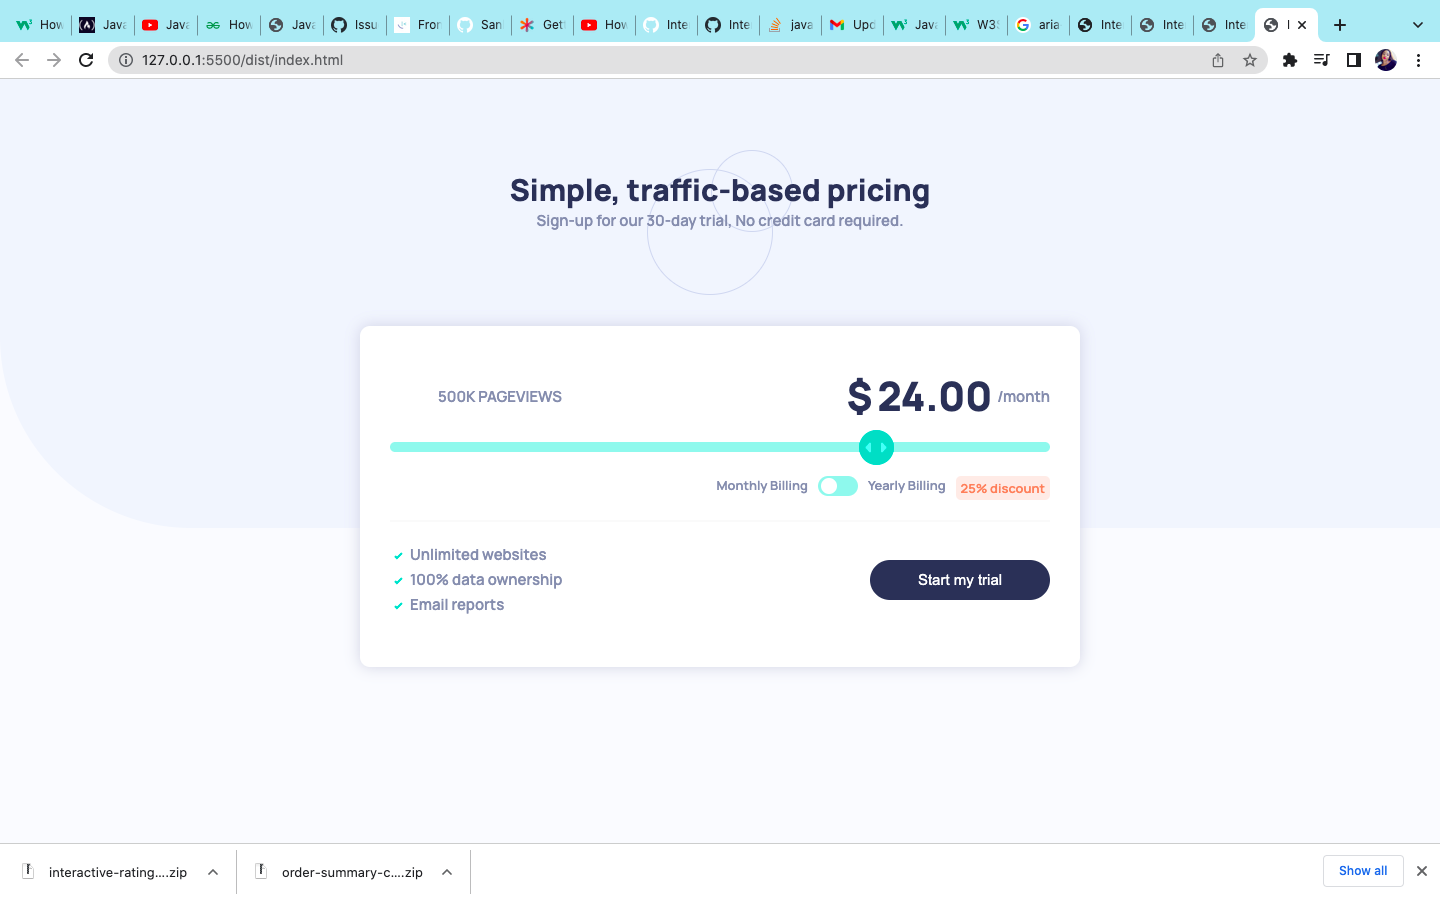 How
Java
Java
How
Java
Issu
Fron
San
Gett
How
Inte
Inte
java
Upd
Java
W3S
aria
Inte
Inte
Inte
I
127.0.0.1:5500/dist/index.html
Simple, traffic-based pricing
Sign-up for our 30-day trial, No credit card required.
500K PAGEVIEWS
$ 24.00 /month
Monthly Billing
Yearly Billing
25% discount
Unlimited websites
100% data ownership
Email reports
Start my trial
interactive-rating....zip
order-summary-c....zip
Show all